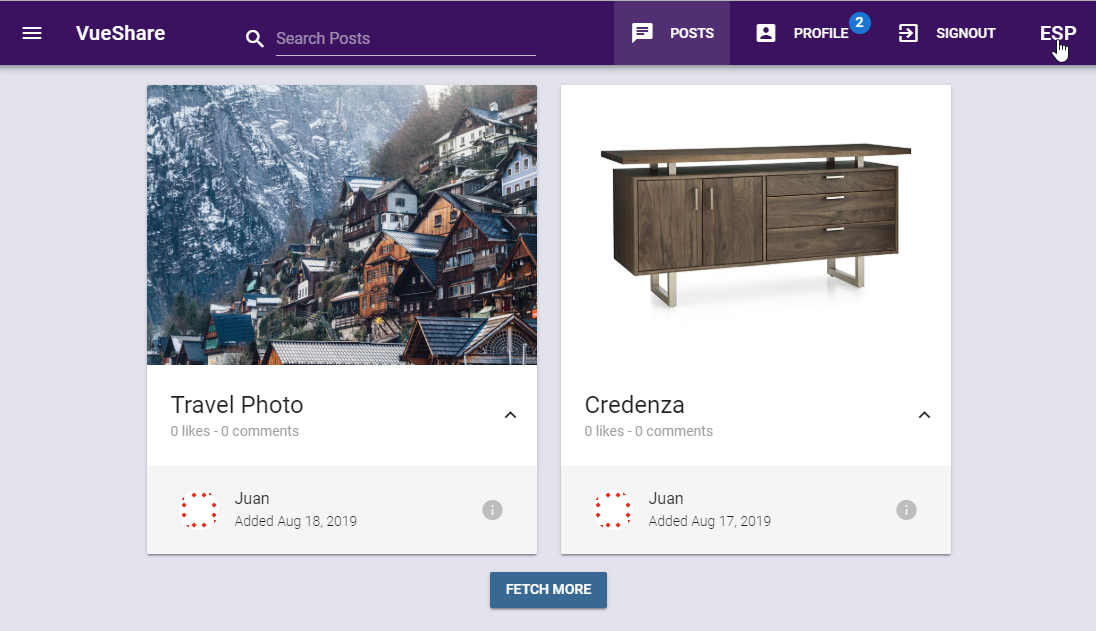 VueShare
Search Posts
POSTS
PROFILE
2
SIGNOUT
ESP
Travel Photo
0 likes - 0 comments
Juan
Added Aug 18, 2019
Credenza
0 likes - 0 comments
Juan
Added Aug 17, 2019
FETCH MORE